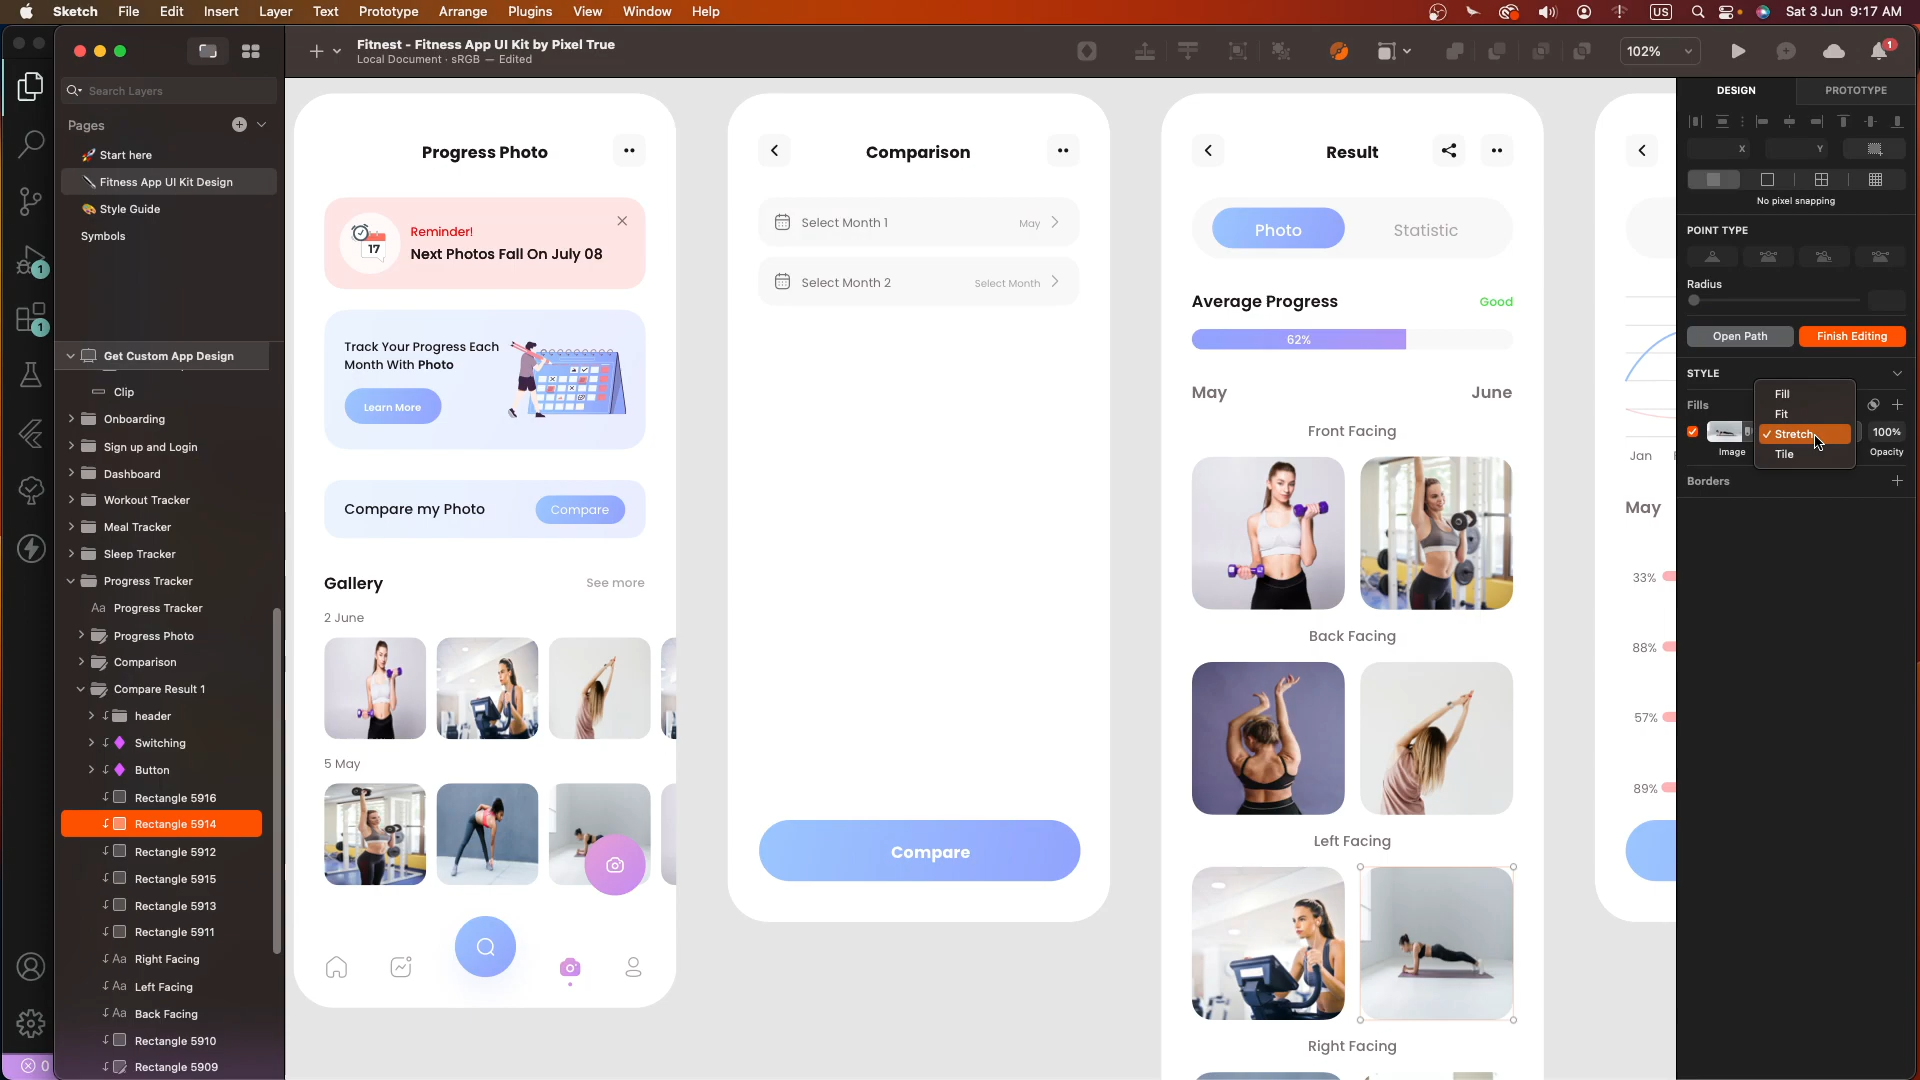 Sketch File Edit Insert Layer Text Prototype Arrange Plugins View Window Help
US
Sat 3 Jun 9:17 AM
Fitnest - Fitness App UI Kit by Pixel True
Local Document · sRGB — Edited
102%
1
Search Layers
Pages
Start here
Fitness App UI Kit Design
Style Guide
Symbols
1
1
Get Custom App Design
Clip
Onboarding
Sign up and Login
Dashboard
Workout Tracker
Meal Tracker
Sleep Tracker
Progress Tracker
Aa Progress Tracker
Progress Photo
Comparison
Compare Result 1
header
Switching
Button
Rectangle 5916
Rectangle 5914
Rectangle 5912
Rectangle 5915
Rectangle 5913
Rectangle 5911
Aa Right Facing
Aa Left Facing
Aa Back Facing
Rectangle 5910
Rectangle 5909
0
Progress Photo
17
Reminder!
Next Photos Fall On July 08
Track Your Progress Each
Month With Photo
Learn More
Compare my Photo
Compare
Gallery
See more
2 June
5 May
Comparison
Select Month 1
May
Select Month 2
Select Month
Compare
Result
Photo
Statistic
Average Progress
Good
62%
May
June
Front Facing
Back Facing
Left Facing
Right Facing
Jan
May
33%
88%
57%
89%
DESIGN
PROTOTYPE
X
Y
No pixel snapping
POINT TYPE
Radius
Open Path
Finish Editing
STYLE
Fills
Fill
Fit
✓ Stretch
Tile
100%
Image
Opacity
Borders